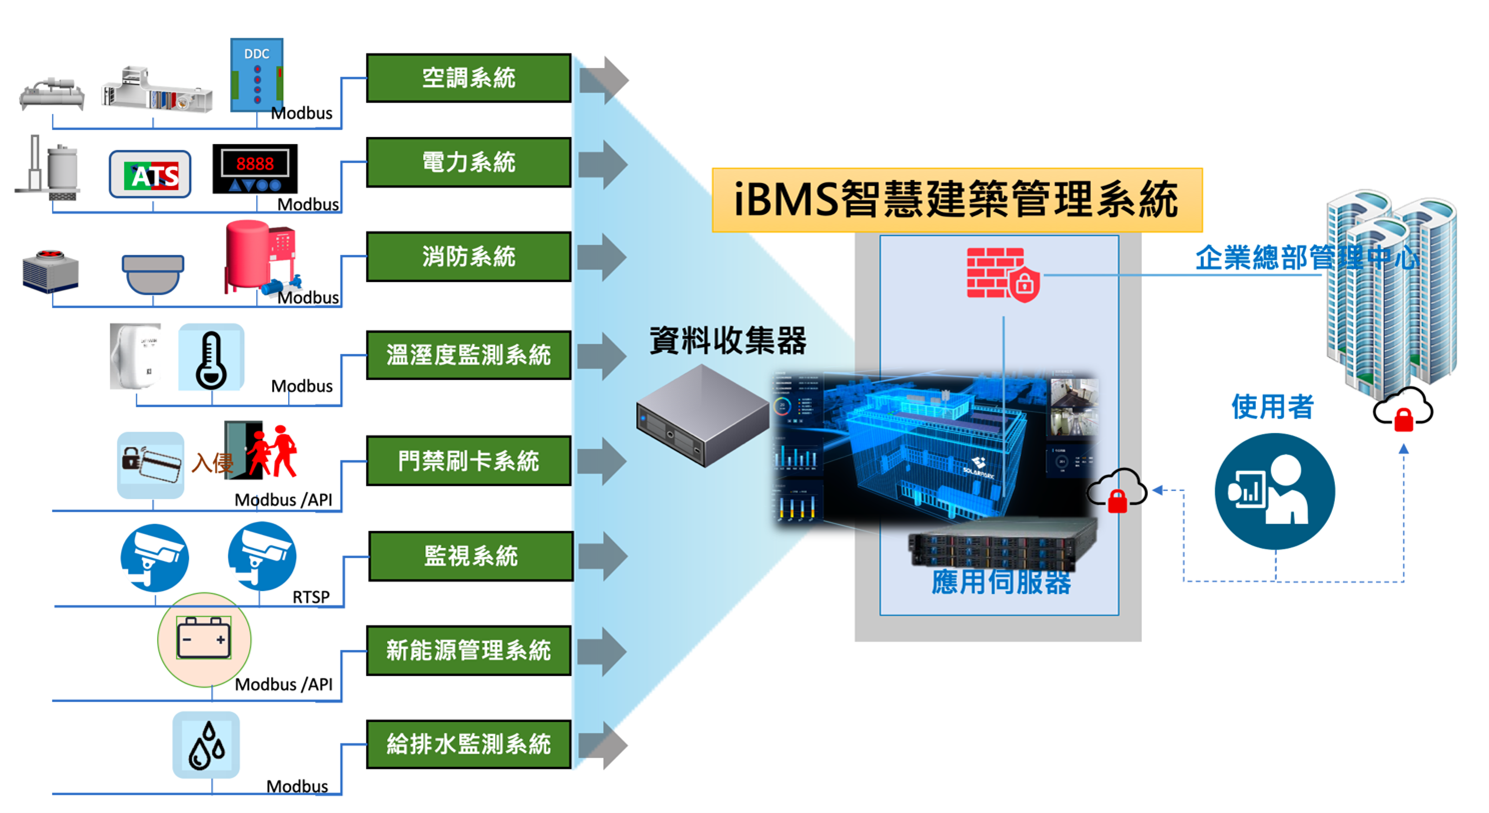 DDC
Modbus
空調系統
ATS
8888
Modbus
電力系統
iBMS智慧建築管理系統
Modbus
消防系統
企業總部管理中心
Modbus
溫溼度監測系統
資料收集器
入侵
Modbus /API
門禁刷卡系統
使用者
SOLARPARK
RTSP
監視系統
應用伺服器
- +
Modbus /API
新能源管理系統
Modbus
給排水監測系統